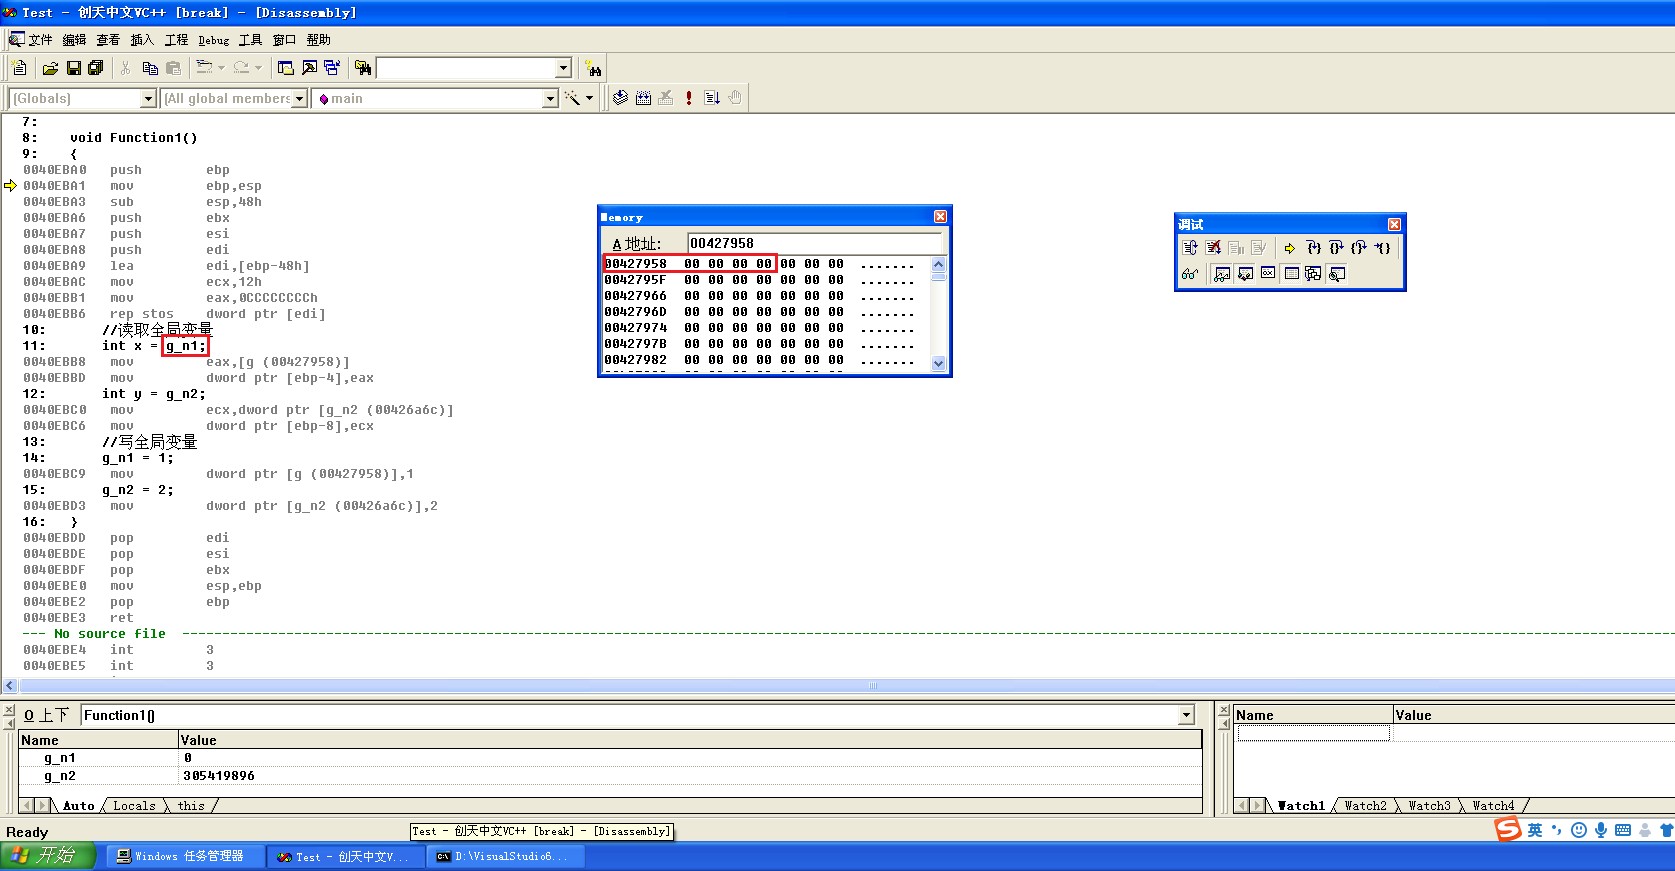 Test - 创天中文VC++ [break] - [Disassembly]
文件 编辑 查看 插入 工程 Debug 工具 窗口 帮助
(Globals) (All global members main
7:
8: void Function1()
9: {
0040EBA0 push ebp
0040EBA1 mov ebp,esp
0040EBA3 sub esp,48h
0040EBA6 push ebx
0040EBA7 push esi
0040EBA8 push edi
0040EBA9 lea edi,[ebp-48h]
0040EBAC mov ecx,12h
0040EBB1 mov eax,0CCCCCCCCh
0040EBB6 rep stos dword ptr [edi]
10: //读取全局变量
11: int x = g_n1;
0040EBB8 mov eax,[g (00427958)]
0040EBBD mov dword ptr [ebp-4],eax
12: int y = g_n2;
0040EBC0 mov ecx,dword ptr [g_n2 (00426a6c)]
0040EBC6 mov dword ptr [ebp-8],ecx
13: //写全局变量
14: g_n1 = 1;
0040EBC9 mov dword ptr [g (00427958)],1
15: g_n2 = 2;
0040EBD3 mov dword ptr [g_n2 (00426a6c)],2
16: }
0040EBDD pop edi
0040EBDE pop esi
0040EBDF pop ebx
0040EBE0 mov esp,ebp
0040EBE2 pop ebp
0040EBE3 ret
--- No source file
0040EBE4 int 3
0040EBE5 int 3
Memory
A 地址: 00427958
00427958 00 00 00 00 00 00 00 .......
0042795F 00 00 00 00 00 00 00 .......
00427966 00 00 00 00 00 00 00 .......
0042796D 00 00 00 00 00 00 00 .......
00427974 00 00 00 00 00 00 00 .......
0042797B 00 00 00 00 00 00 00 .......
00427982 00 00 00 00 00 00 00 .......
调试
O 上下 Function1()
Name Value
g_n1 0
g_n2 305419896
Auto Locals this
Name Value
Watch1 Watch2 Watch3 Watch4
Ready
Test - 创天中文VC++ [break] - [Disassembly]
英
开始 Windows 任务管理器 Test - 创天中文V... D:\VisualStudio6...